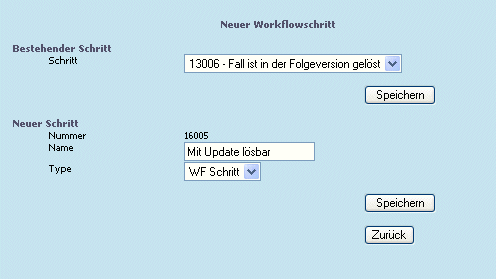 Neuer Workflowschritt
Bestehender Schritt
Schritt 13006 - Fall ist in der Folgeversion gelöst
Speichern
Neuer Schritt
Nummer 16005
Name Mit Update lösbar
Type WF Schritt
Speichern
Zurück